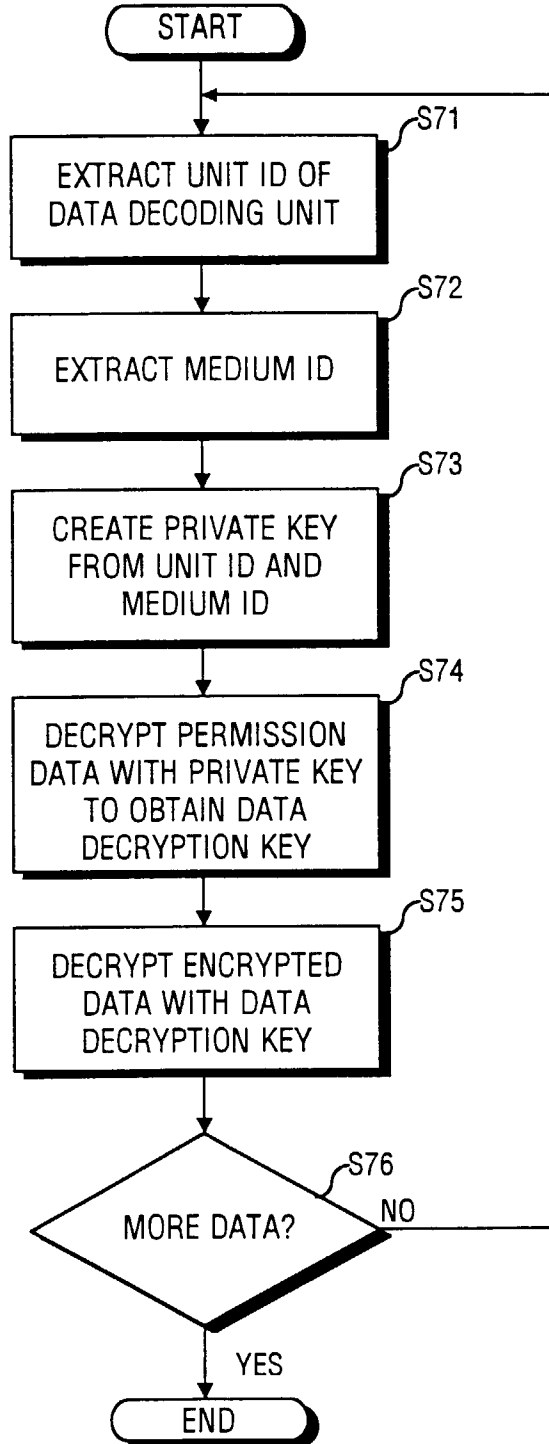 START
S71
EXTRACT UNIT ID OF
DATA DECODING UNIT
S72
EXTRACT MEDIUM ID
S73
CREATE PRIVATE KEY
FROM UNIT ID AND
MEDIUM ID
S74
DECRYPT PERMISSION
DATA WITH PRIVATE KEY
TO OBTAIN DATA
DECRYPTION KEY
S75
DECRYPT ENCRYPTED
DATA WITH DATA
DECRYPTION KEY
S76
MORE DATA?
NO
YES
END